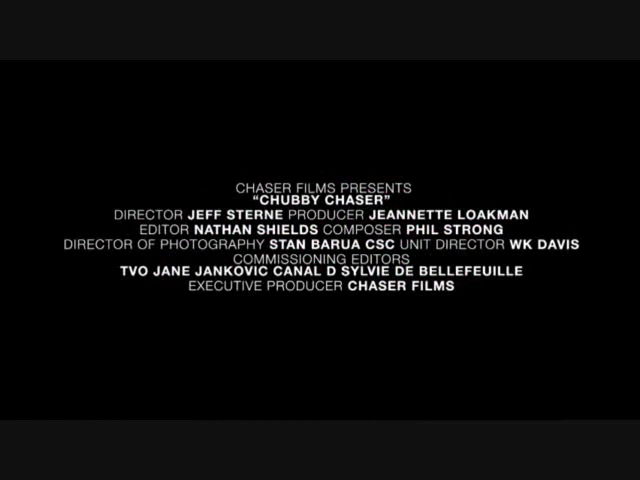 CHASER FILMS PRESENTS
“CHUBBY CHASER”
DIRECTOR JEFF STERNE PRODUCER JEANNETTE LOAKMAN
EDITOR NATHAN SHIELDS COMPOSER PHIL STRONG
DIRECTOR OF PHOTOGRAPHY STAN BARUA CSC UNIT DIRECTOR WK DAVIS
COMMISSIONING EDITORS
TVO JANE JANKOVIC CANAL D SYLVIE DE BELLEFEUILLE
EXECUTIVE PRODUCER CHASER FILMS